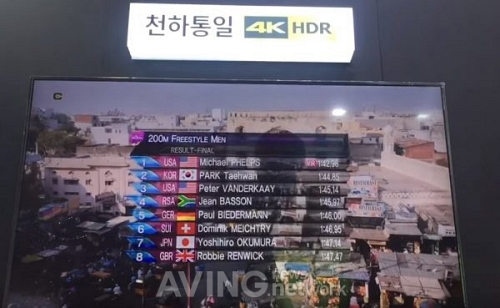 천하통일 4K HDR
200M FREESTYLE MEN
RESULT-FINAL
1 USA Michael PHELPS WR 1:42.96
2 KOR PARK Taehwan 1:44.85
3 USA Peter VANDERKAAY 1:45.14
4 RSA Jean BASSON 1:45.97
5 GER Paul BIEDERMANN 1:46.00
6 SUI Dominik MEICHTRY 1:46.95
7 JPN Yoshihiro OKUMURA 1:47.14
8 GBR Robbie RENWICK 1:47.47
AVING network